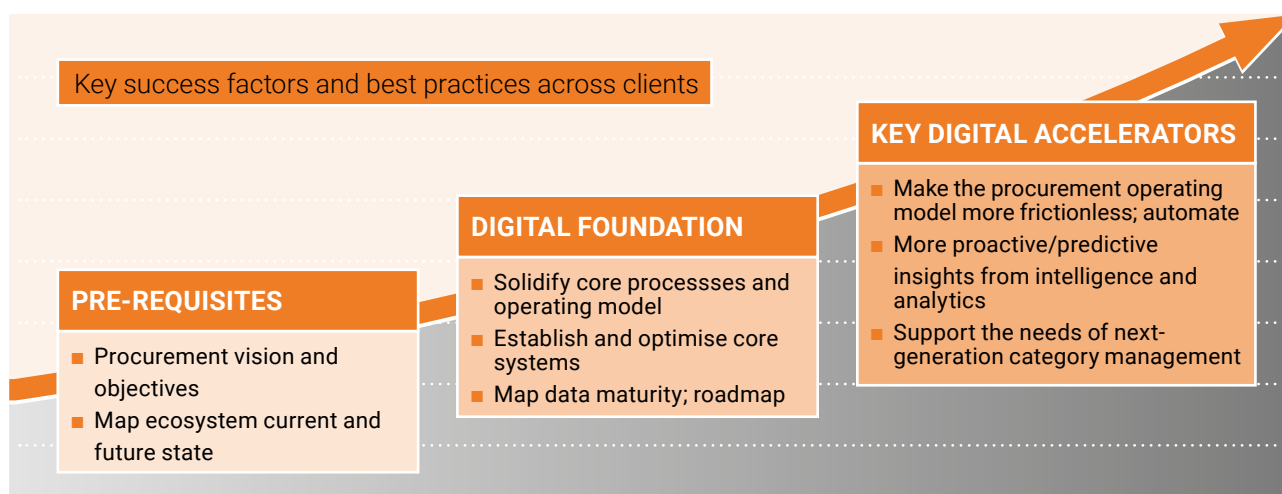 Key success factors and best practices across clients
PRE-REQUISITES
■ Procurement vision and
objectives
■ Map ecosystem current and
future state
DIGITAL FOUNDATION
■ Solidify core processses and
operating model
■ Establish and optimise core
systems
■ Map data maturity; roadmap
KEY DIGITAL ACCELERATORS
■ Make the procurement operating
model more frictionless; automate
■ More proactive/predictive
insights from intelligence and
analytics
■ Support the needs of next-
generation category management